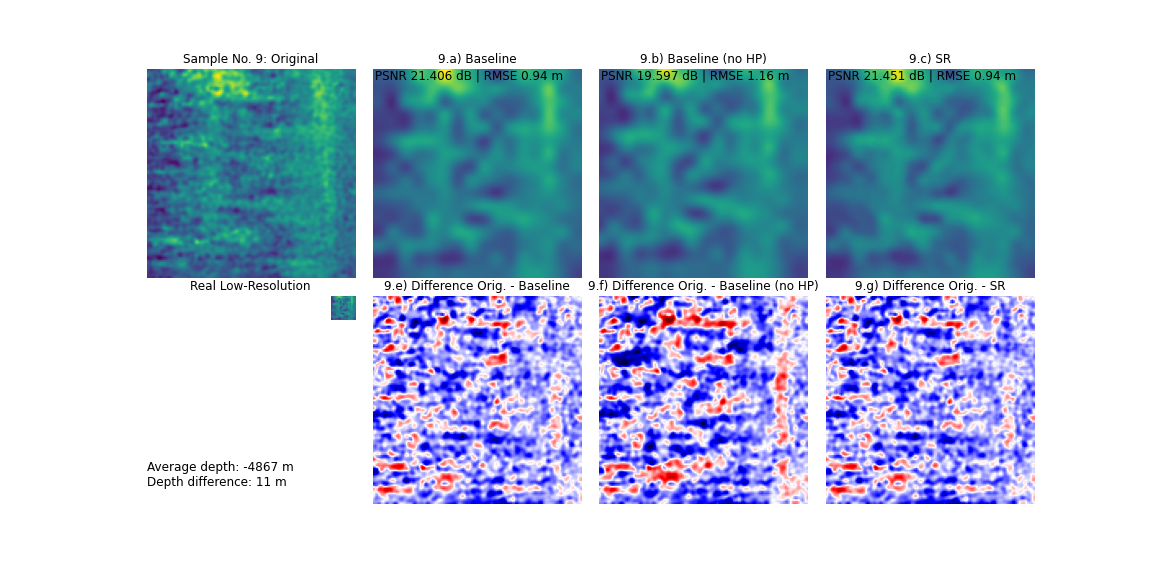 Sample No. 9: Original
9.a) Baseline
9.b) Baseline (no HP)
9.c) SR
PSNR 21.406 dB | RMSE 0.94 m
PSNR 19.597 dB | RMSE 1.16 m
PSNR 21.451 dB | RMSE 0.94 m
Real Low-Resolution
9.e) Difference Orig. - Baseline
9.f) Difference Orig. - Baseline (no HP)
9.g) Difference Orig. - SR
Average depth: -4867 m
Depth difference: 11 m